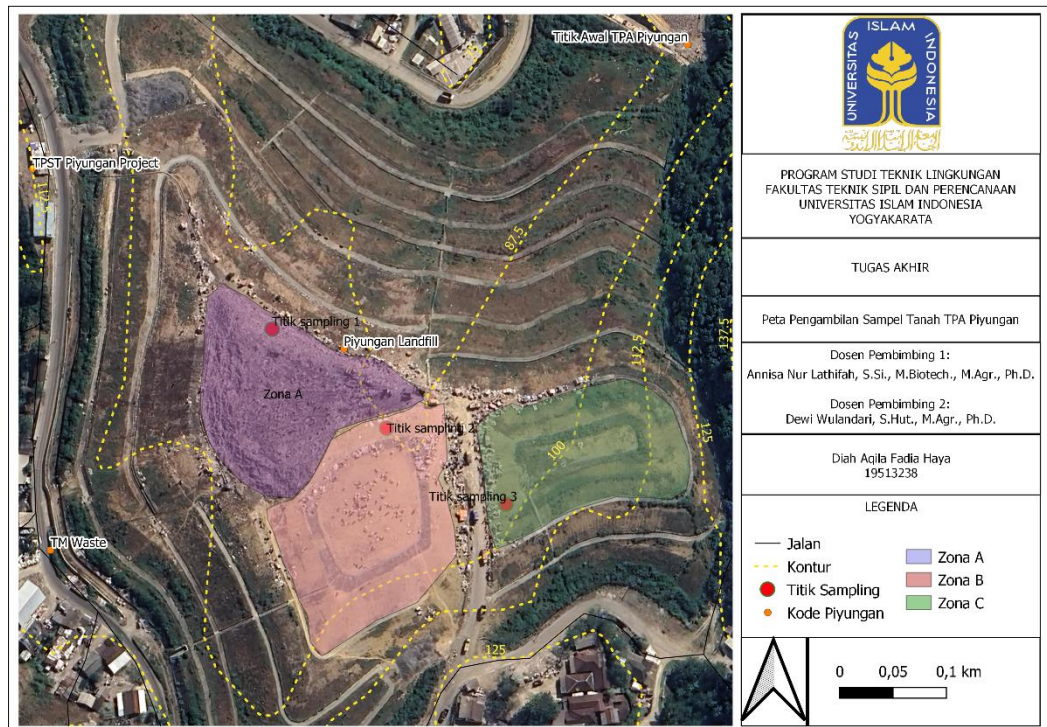 Titik Awal TPA Piyungan
TPST Piyungan Project
112.5
87.5
Titik sampling 1
Piyungan Landfill
Zona A
Titik sampling 2
100
Titik sampling 3
112.5
137.5
125
TM Waste
125
UNIVERSITAS ISLAM INDONESIA
PROGRAM STUDI TEKNIK LINGKUNGAN
FAKULTAS TEKNIK SIPIL DAN PERENCANAAN
UNIVERSITAS ISLAM INDONESIA
YOGYAKARATA
TUGAS AKHIR
Peta Pengambilan Sampel Tanah TPA Piyungan
Dosen Pembimbing 1:
Annisa Nur Lathifah, S.Si., M.Biotech., M.Agr., Ph.D.
Dosen Pembimbing 2:
Dewi Wulandari, S.Hut., M.Agr., Ph.D.
Diah Aqila Fadia Haya
19513238
LEGENDA
Jalan
Kontur
Titik Sampling
Kode Piyungan
Zona A
Zona B
Zona C
0 0,05 0,1 km